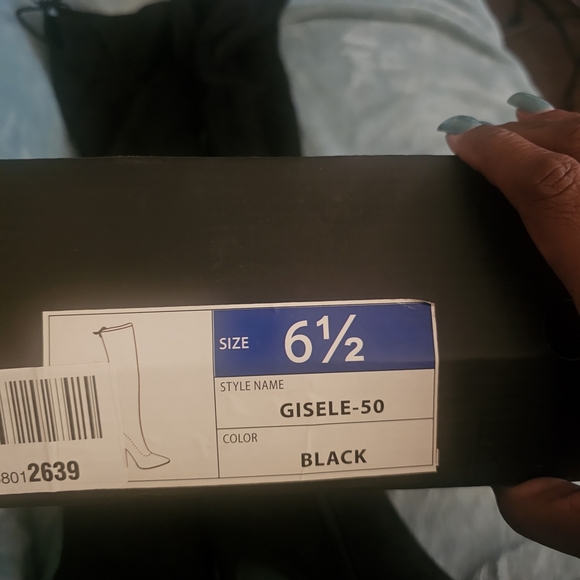 SIZE 6½
STYLE NAME
GISELE-50
COLOR
BLACK
8012639